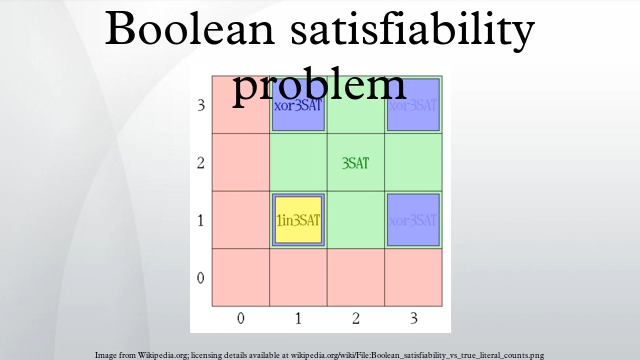 Boolean satisfiability
problem
3 xor3SAT xor3SAT
2 3SAT
1 1in3SAT xor3SAT
0
0 1 2 3
Image from Wikipedia.org; licensing details available at wikipedia.org/wiki/File:Boolean_satisfiability_vs_true_literal_counts.png